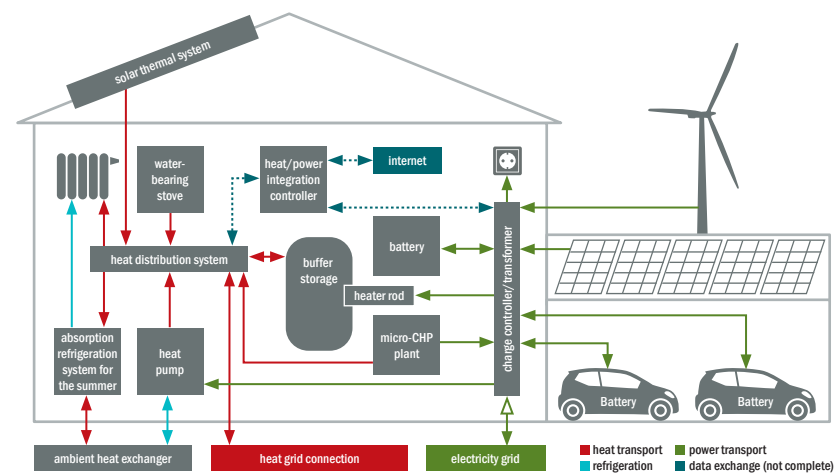 solar thermal system
water-
bearing
stove
heat/power
integration
controller
internet
heat distribution system
buffer
storage
battery
heater rod
charge controller/ transformer
absorption
refrigeration
system for
the summer
heat
pump
micro-CHP
plant
Battery
Battery
ambient heat exchanger
heat grid connection
electricity grid
heat transport
power transport
refrigeration
data exchange (not complete)